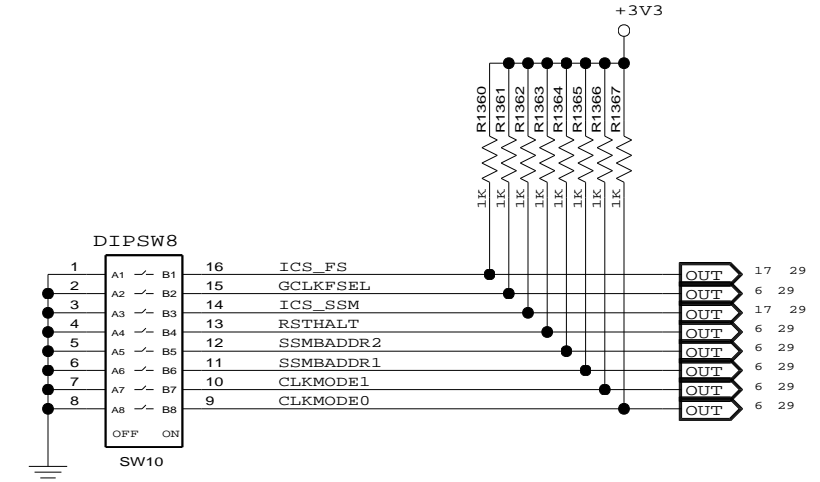 +3V3
R1360 R1361 R1362 R1363 R1364 R1365 R1366 R1367
1K 1K 1K 1K 1K 1K 1K 1K
DIPSW8
1 A1 B1 16 ICS_FS OUT 17 29
2 A2 B2 15 GCLKFSEL OUT 6 29
3 A3 B3 14 ICS_SSM OUT 17 29
4 A4 B4 13 RSTHALT OUT 6 29
5 A5 B5 12 SSMBADDR2 OUT 6 29
6 A6 B6 11 SSMBADDR1 OUT 6 29
7 A7 B7 10 CLKMODE1 OUT 6 29
8 A8 B8 9 CLKMODE0 OUT 6 29
OFF ON
SW10